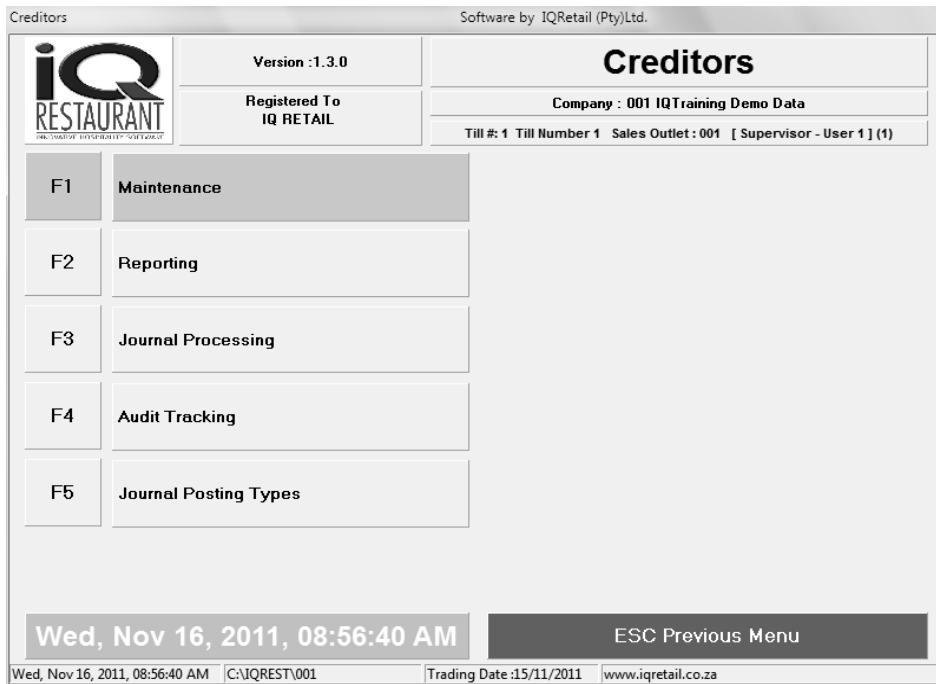 Creditors
Software by IQRetail (Pty)Ltd.
iQ
RESTAURANT
INNOVATIVE HOSPITALITY SOFTWARE
Version :1.3.0
Registered To
IQ RETAIL
Creditors
Company : 001 IQTraining Demo Data
Till #: 1 Till Number 1 Sales Outlet : 001 [ Supervisor - User 1 ] (1)
F1 Maintenance
F2 Reporting
F3 Journal Processing
F4 Audit Tracking
F5 Journal Posting Types
Wed, Nov 16, 2011, 08:56:40 AM
ESC Previous Menu
Wed, Nov 16, 2011, 08:56:40 AM C:\IQREST\001 Trading Date :15/11/2011 www.iqretail.co.za